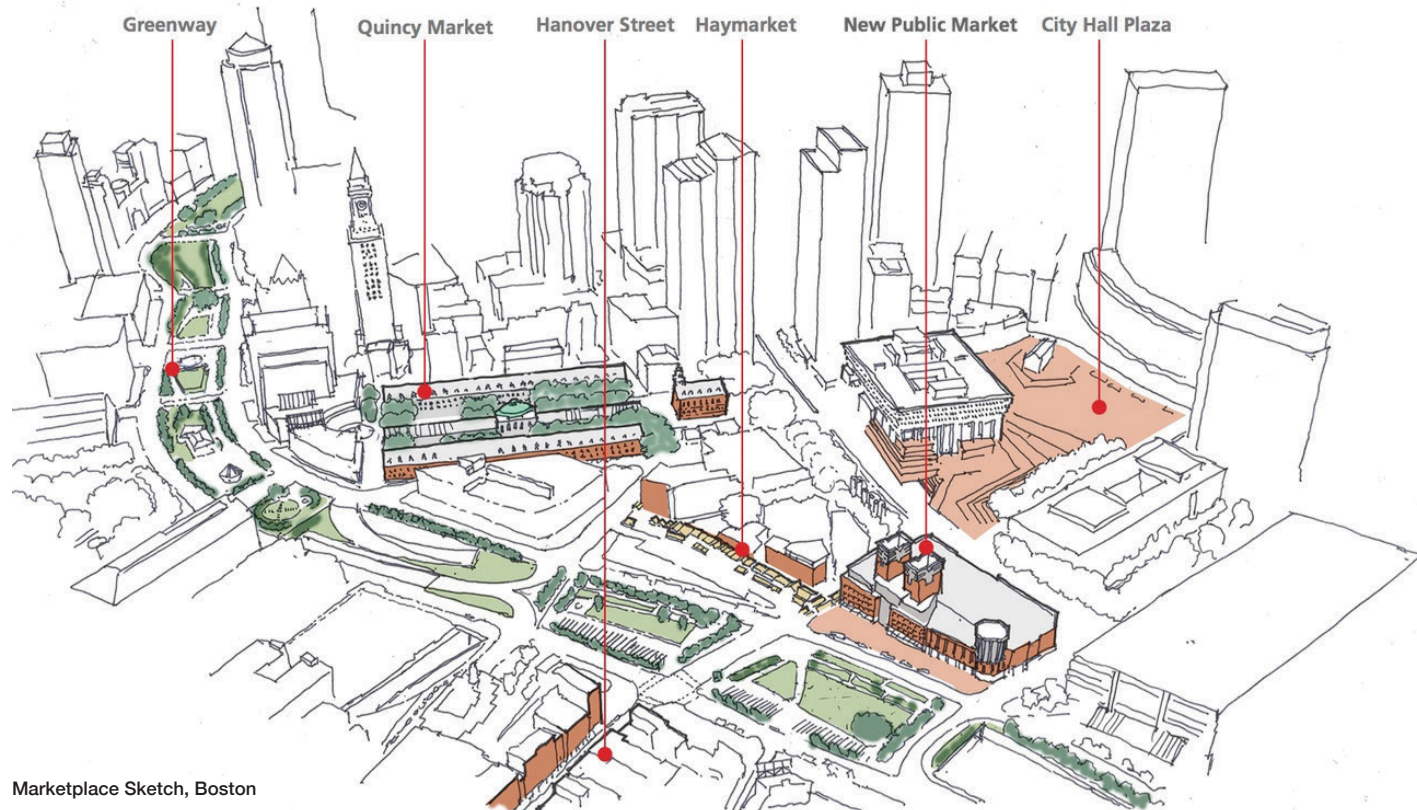 Greenway
Quincy Market
Hanover Street
Haymarket
New Public Market
City Hall Plaza
Marketplace Sketch, Boston